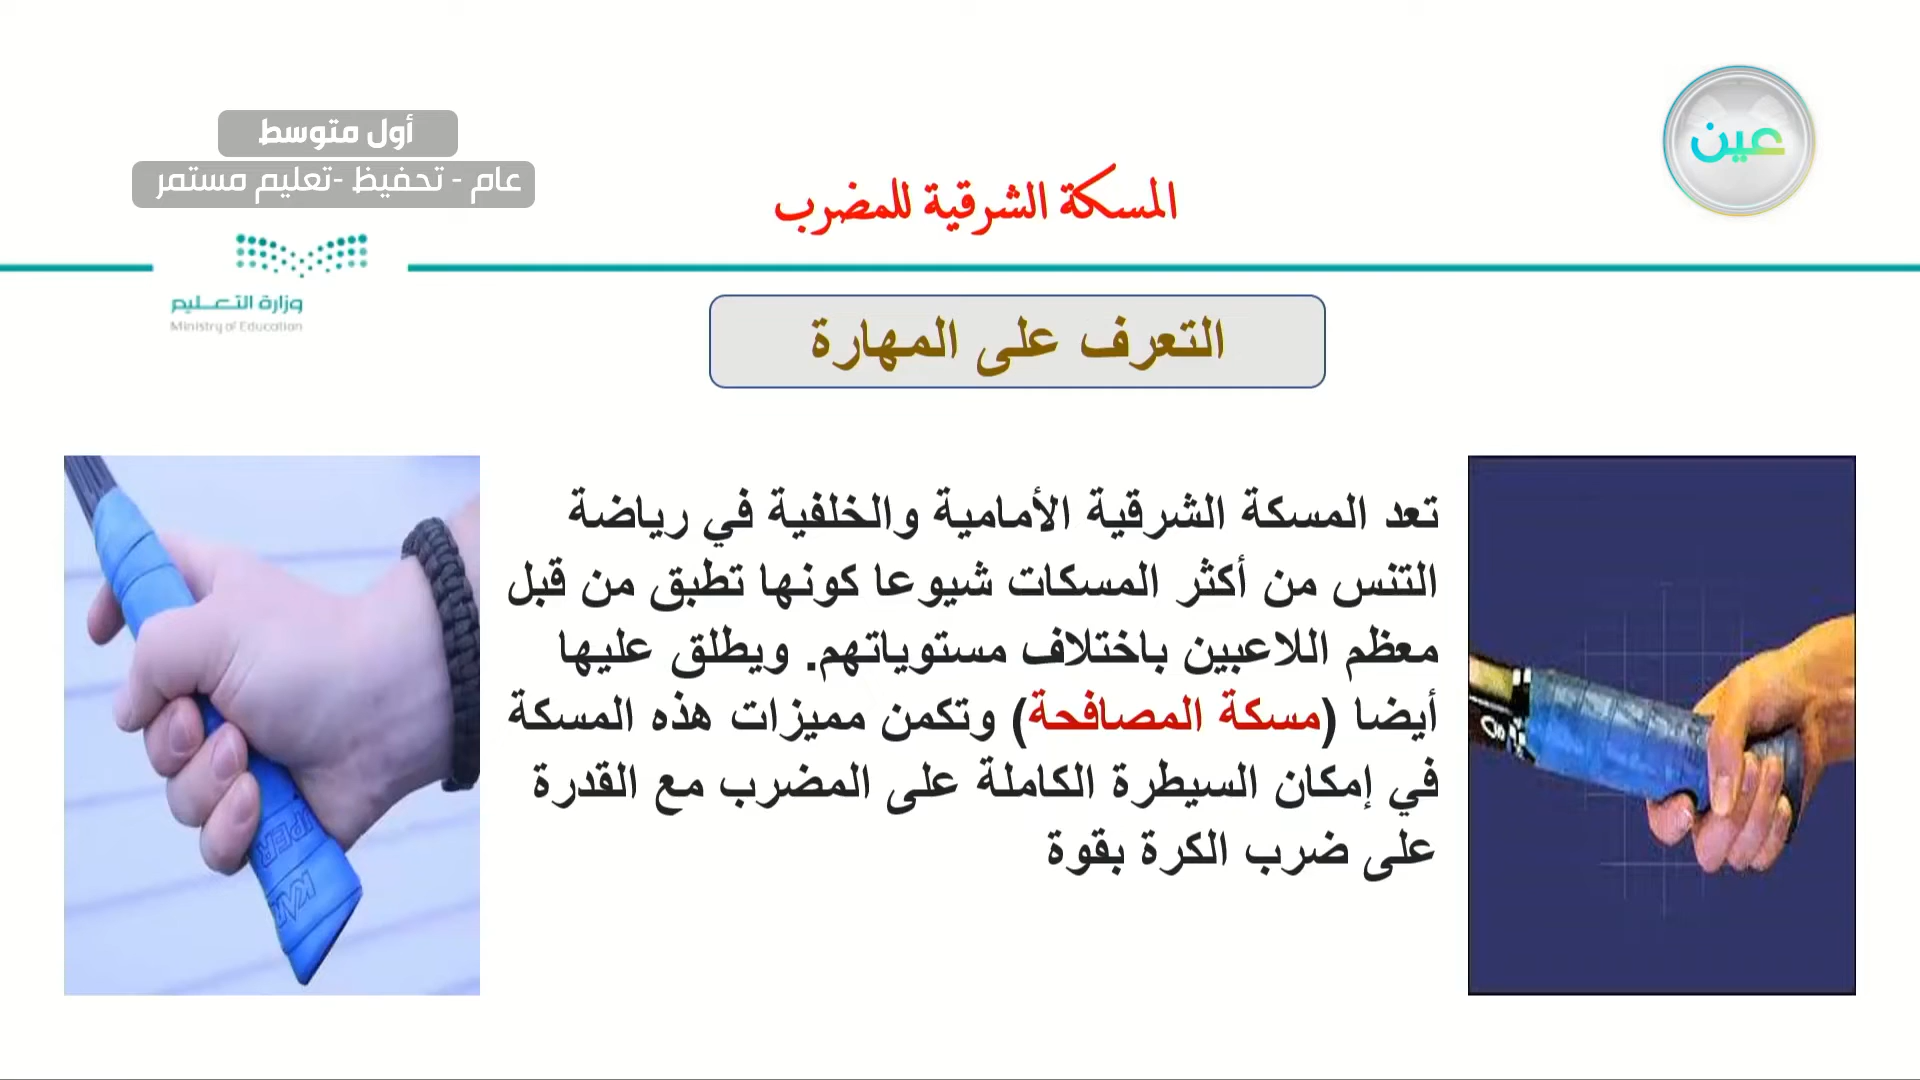 أول متوسط
عام - تحفيظ -تعليم مستمر
عين
المسكة الشرقية للمضرب
وزارة التعـــليم
Ministry of Education
التعرف على المهارة
تعد المسكة الشرقية الأمامية والخلفية في رياضة
التنس من أكثر المسكات شيوعا كونها تطبق من قبل
معظم اللاعبين باختلاف مستوياتهم. ويطلق عليها
أيضا (مسكة المصافحة) وتكمن مميزات هذه المسكة
في إمكان السيطرة الكاملة على المضرب مع القدرة
على ضرب الكرة بقوة